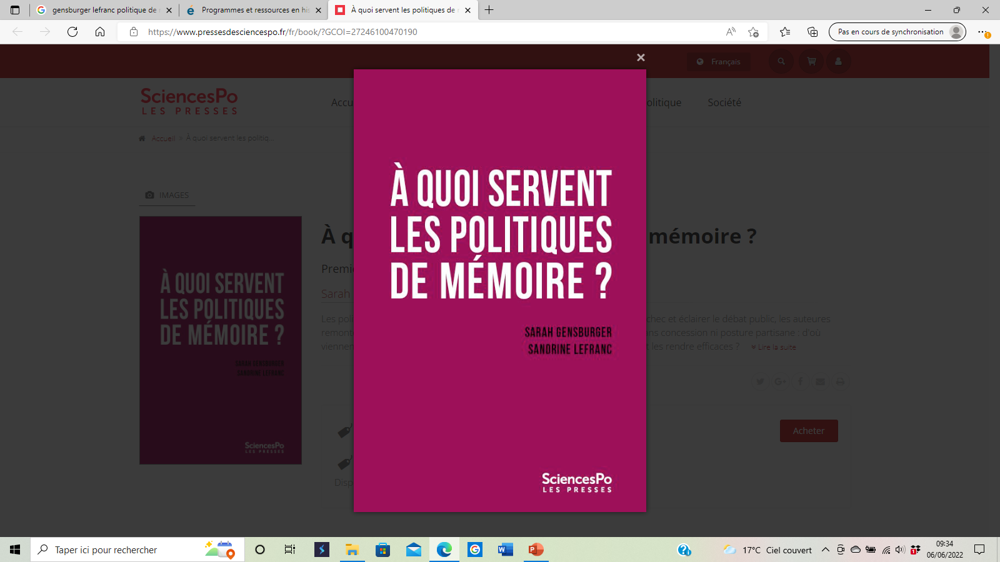 gensburger lefranc politique de
Programmes et ressources en his
À quoi servent les politiques de
https://www.pressesdesciencespo.fr/fr/book/?GCOI=27246100470190
Pas en cours de synchronisation
Français
SciencesPo
LES PRESSES
Accu
olitique
Société
Accueil > À quoi servent les politiq...
IMAGES
À QUOI SERVENT
LES POLITIQUES
DE MÉMOIRE ?
SARAH GENSBURGER
SANDRINE LEFRANC
SciencesPo
LES PRESSES
À q
mémoire ?
Premi
Sarah
Les pol
chec et éclairer le débat public, les auteures
remont
ns concession ni posture partisane : d'où
vienne
t les rendre efficaces ?
Lire la suite
G+
Acheter
Disp
À QUOI SERVENT
LES POLITIQUES
DE MÉMOIRE ?
SARAH GENSBURGER
SANDRINE LEFRANC
SciencesPo
LES PRESSES
Taper ici pour rechercher
17°C Ciel couvert
09:34
06/06/2022